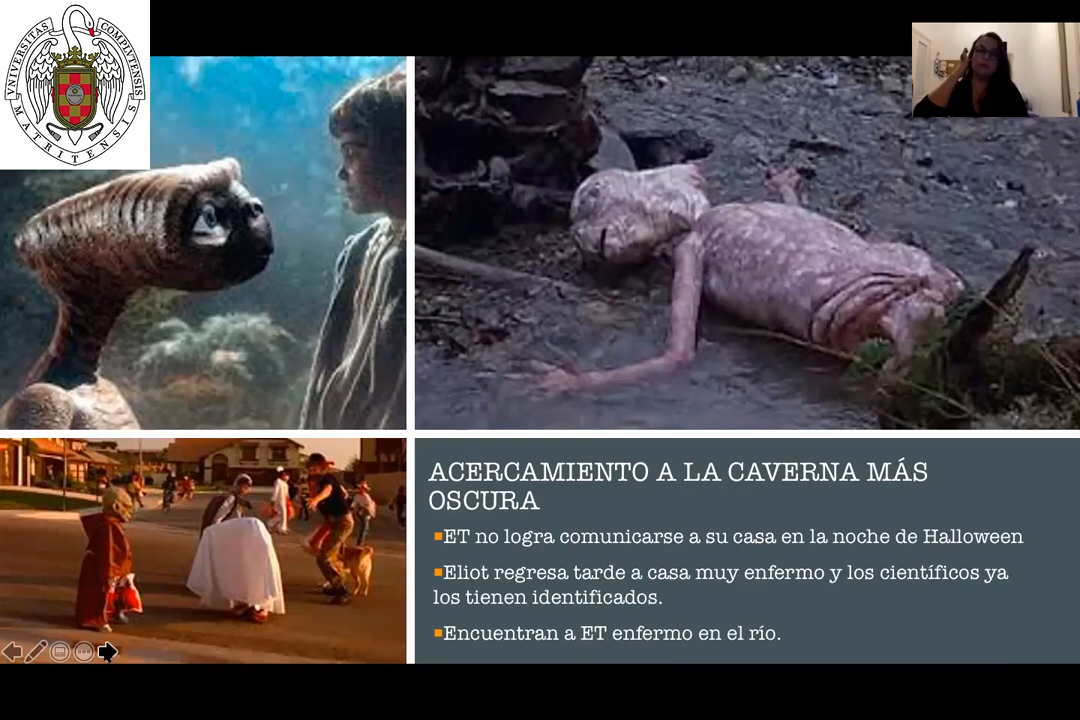 UNIVERSITAS COMPLUTENSIS
MATRITENSIS
ACERCAMIENTO A LA CAVERNA MÁS
OSCURA
▪ET no logra comunicarse a su casa en la noche de Halloween
▪Eliot regresa tarde a casa muy enfermo y los científicos ya
los tienen identificados.
▪Encuentran a ET enfermo en el río.